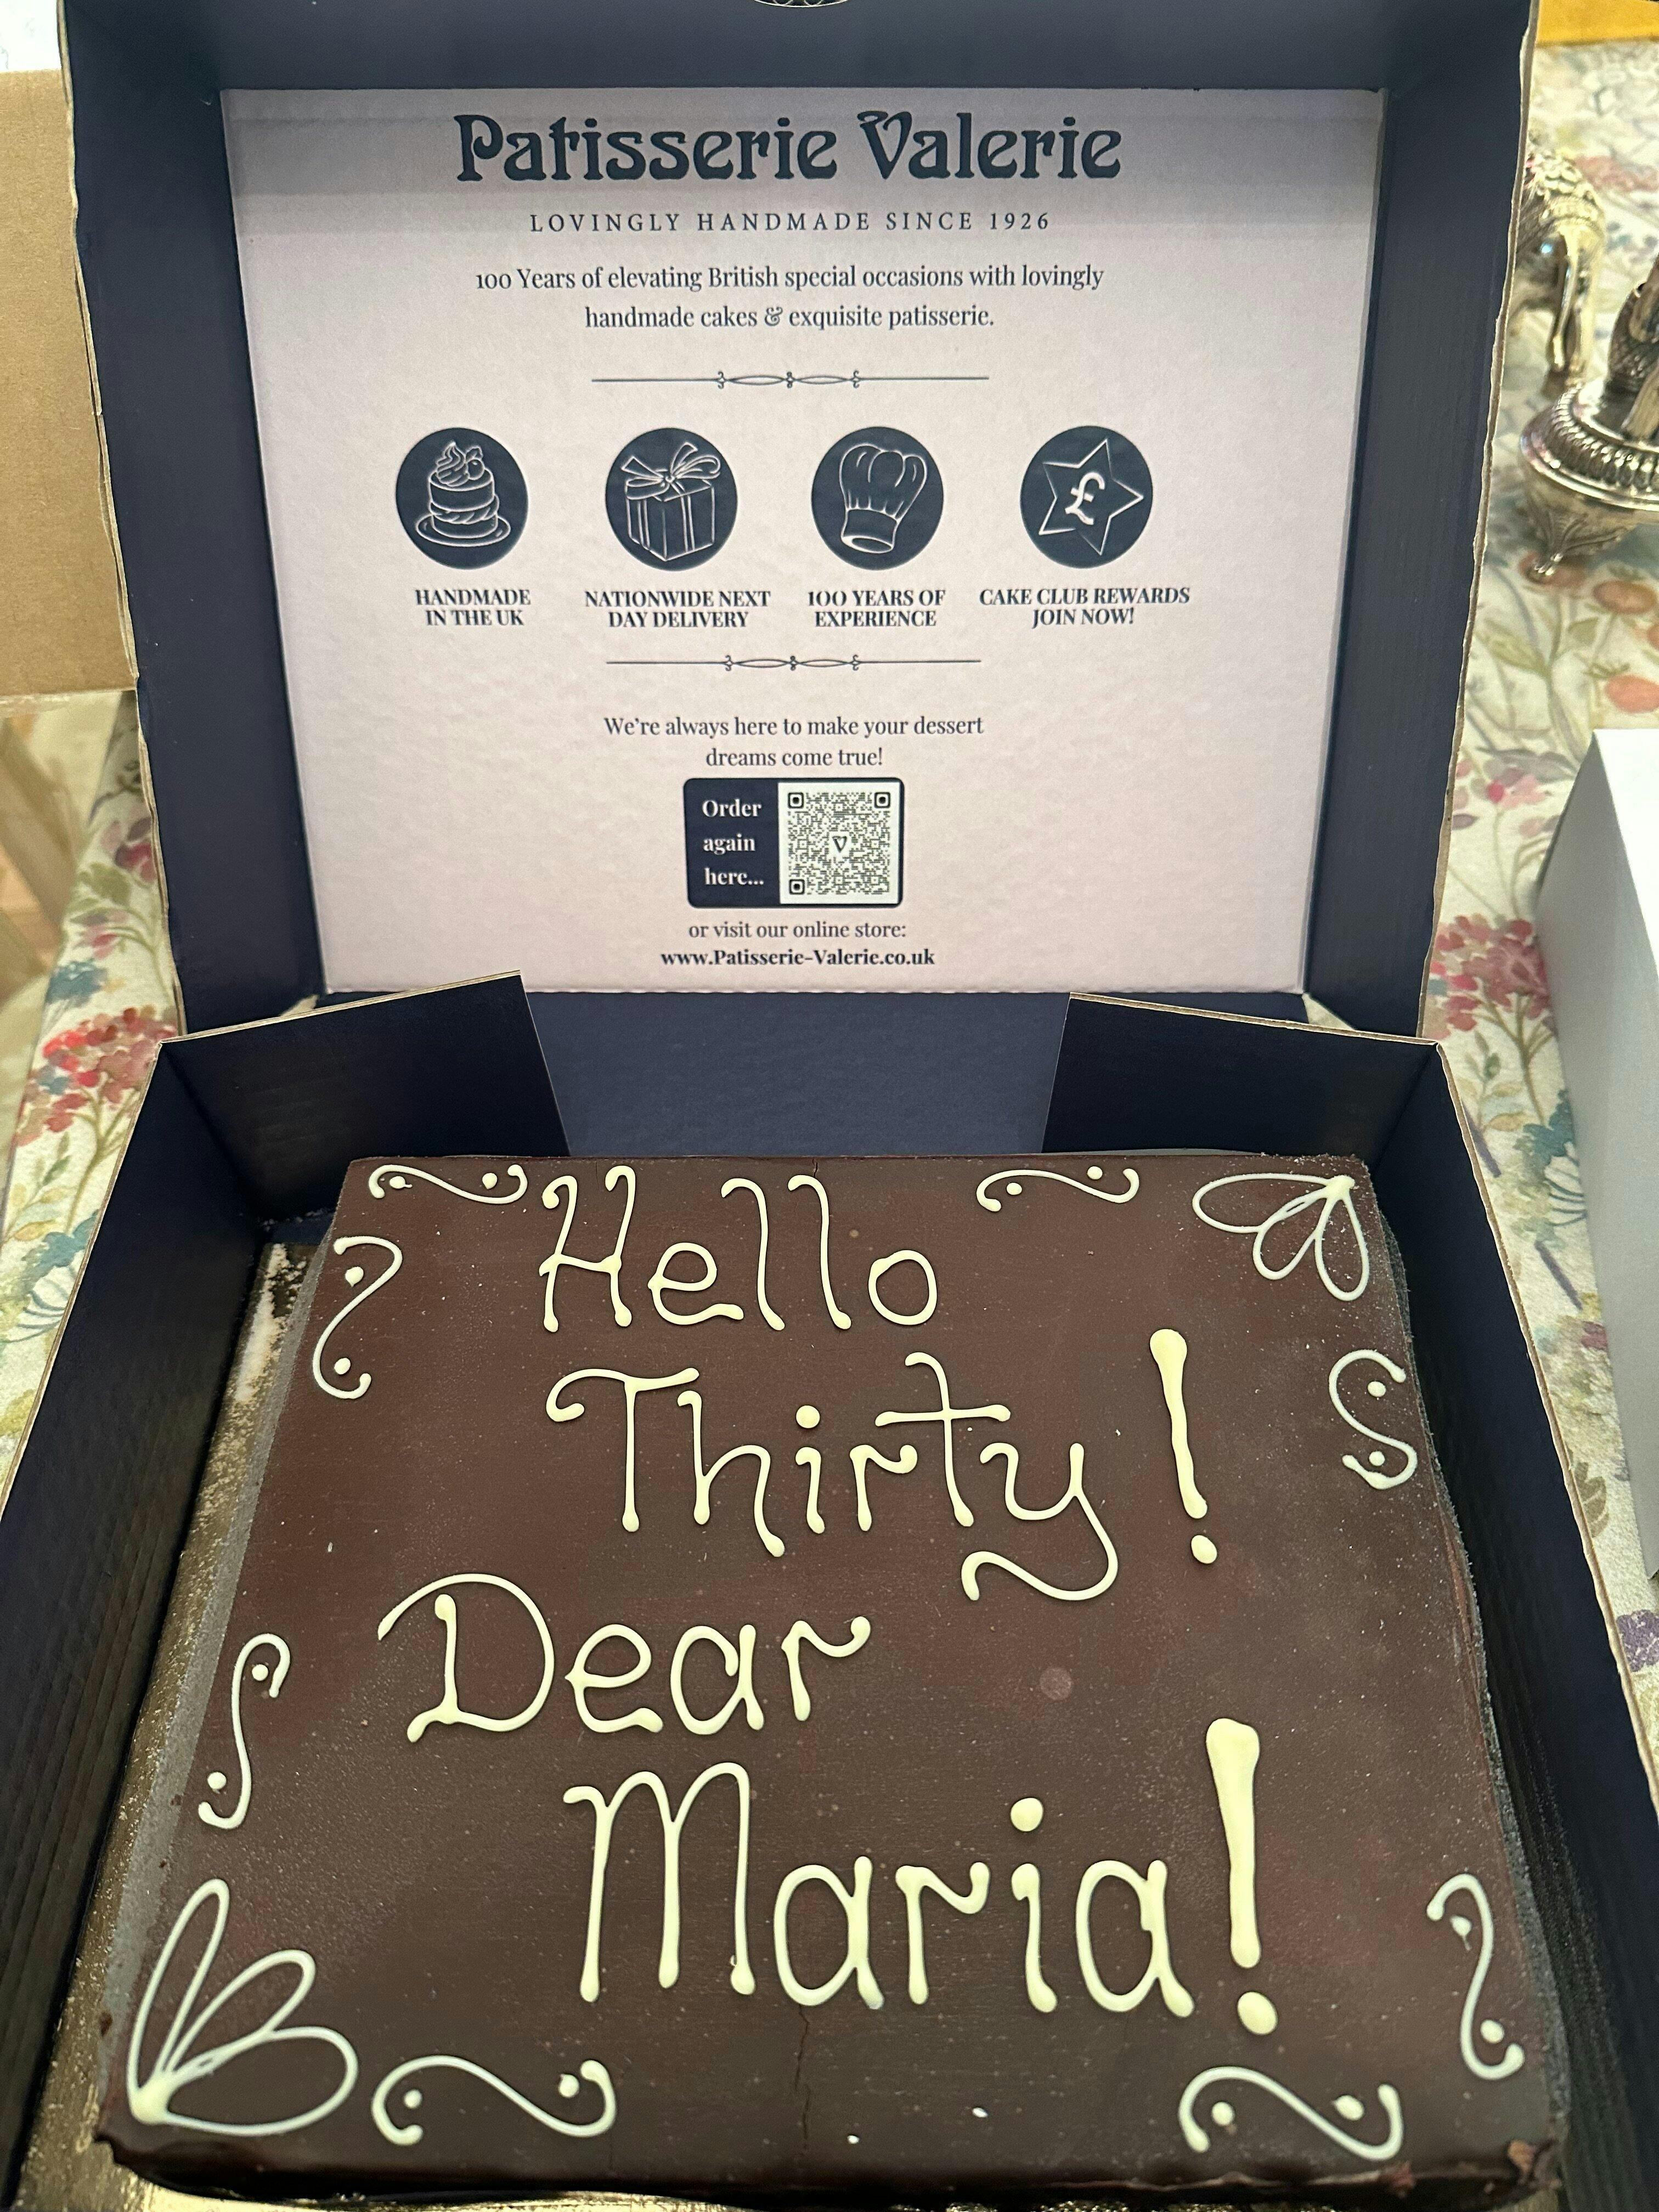 Patisserie Valerie
LOVINGLY HANDMADE SINCE 1926
100 Years of elevating British special occasions with lovingly
handmade cakes & exquisite patisserie.
£
HANDMADE
IN THE UK
NATIONWIDE NEXT
DAY DELIVERY
100 YEARS OF
EXPERIENCE
CAKE CLUB REWARDS
JOIN NOW!
We're always here to make your dessert
dreams come true!
Order
again
here...
V
or visit our online store:
www.Patisserie-Valerie.co.uk
Hello
Thirty!
Dear
Maria!